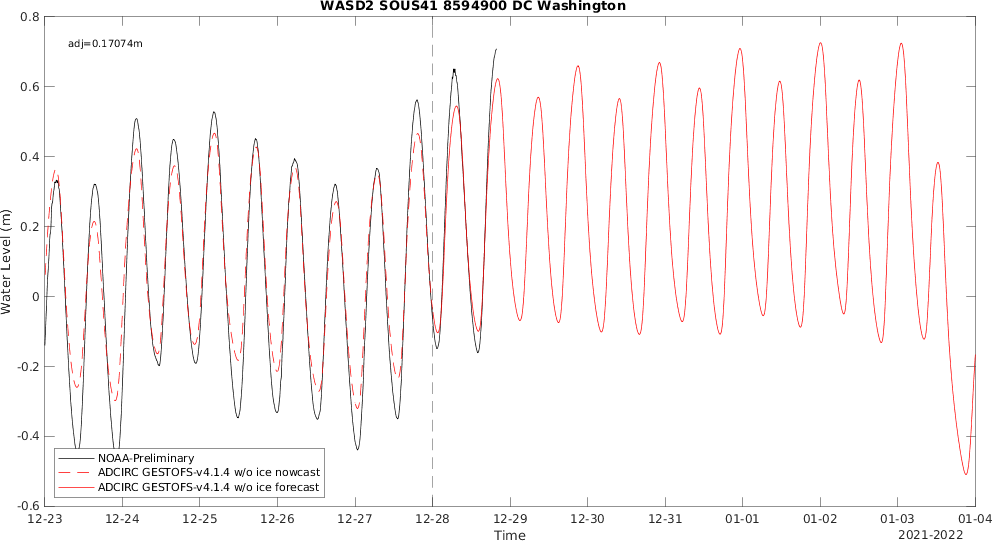 WASD2 SOUS41 8594900 DC Washington
adj=0.17074m
0.8
0.6
0.4
0.2
0
-0.2
-0.4
-0.6
Water Level (m)
NOAA-Preliminary
ADCIRC GESTOFS-v4.1.4 w/o ice nowcast
ADCIRC GESTOFS-v4.1.4 w/o ice forecast
12-23 12-24 12-25 12-26 12-27 12-28 12-29 12-30 12-31 01-01 01-02 01-03 01-04
Time
2021-2022